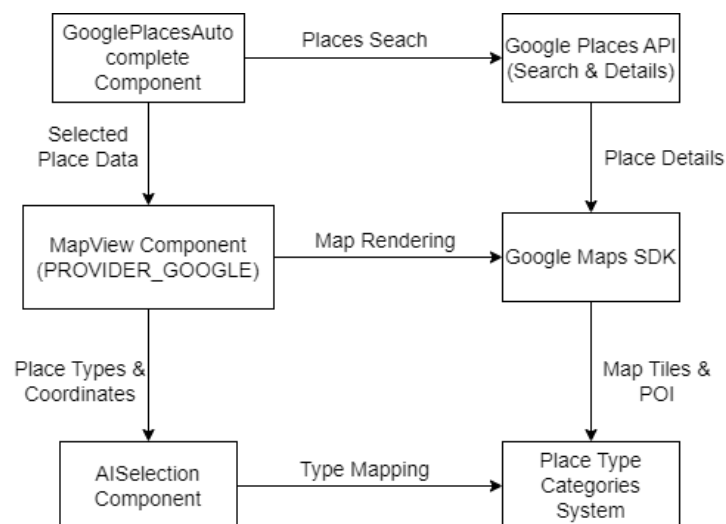 GooglePlacesAuto
complete
Component
Places Seach
Google Places API
(Search & Details)
Selected
Place Data
Place Details
MapView Component
(PROVIDER_GOOGLE)
Map Rendering
Google Maps SDK
Place Types &
Coordinates
Map Tiles &
POI
AISelection
Component
Type Mapping
Place Type
Categories
System